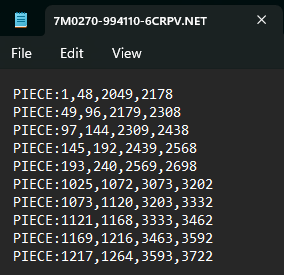 7M0270-994110-6CRPV.NET
File Edit View
PIECE:1,48,2049,2178
PIECE:49,96,2179,2308
PIECE:97,144,2309,2438
PIECE:145,192,2439,2568
PIECE:193,240,2569,2698
PIECE:1025,1072,3073,3202
PIECE:1073,1120,3203,3332
PIECE:1121,1168,3333,3462
PIECE:1169,1216,3463,3592
PIECE:1217,1264,3593,3722